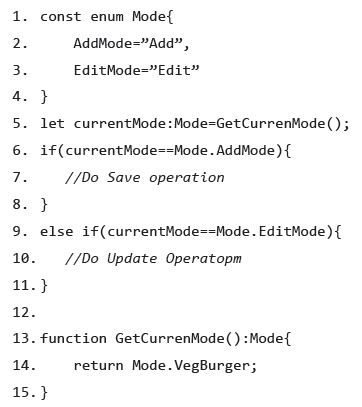 1. const enum Mode{
2.     AddMode=”Add”,
3.     EditMode=”Edit”
4. }
5. let currentMode:Mode=GetCurrenMode();
6. if(currentMode==Mode.AddMode){
7.    //Do Save operation
8. }
9. else if(currentMode==Mode.EditMode){
10.    //Do Update Operatopm
11. }
12.
13. function GetCurrenMode():Mode{
14.     return Mode.VegBurger;
15. }